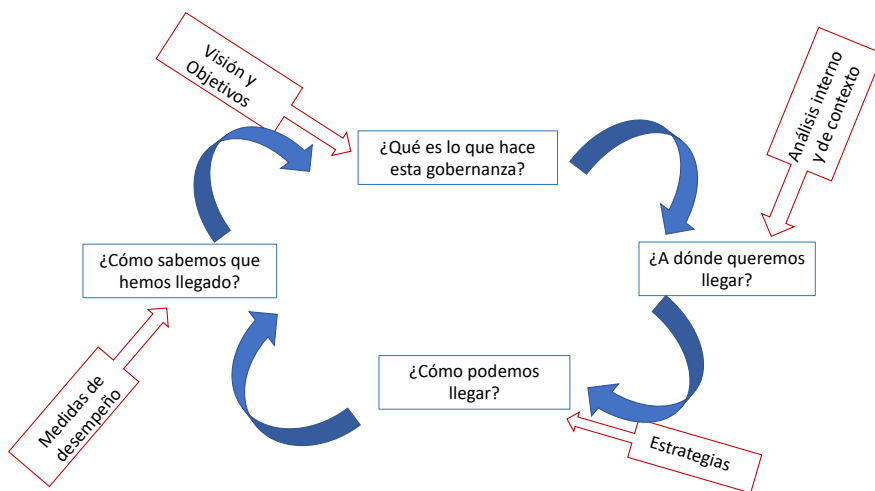 Visión y
Objetivos
Análisis interno
y de contexto
¿Qué es lo que hace
esta gobernanza?
¿Cómo sabemos que
hemos llegado?
¿A dónde queremos
llegar?
¿Cómo podemos
llegar?
Medidas de
desempeño
Estrategias